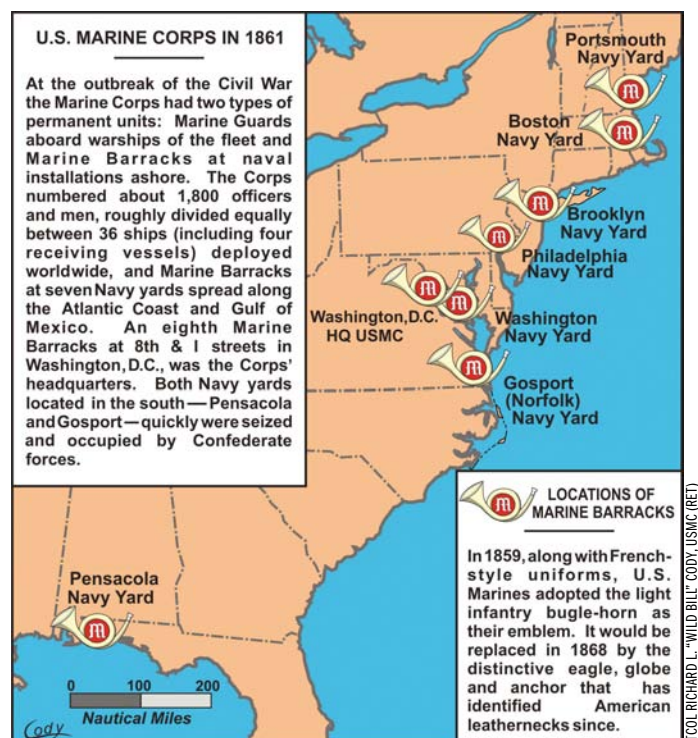 U.S. MARINE CORPS IN 1861
At the outbreak of the Civil War
the Marine Corps had two types of
permanent units: Marine Guards
aboard warships of the fleet and
Marine Barracks at naval
installations ashore. The Corps
numbered about 1,800 officers
and men, roughly divided equally
between 36 ships (including four
receiving vessels) deployed
worldwide, and Marine Barracks
at seven Navy yards spread along
the Atlantic Coast and Gulf of
Mexico. An eighth Marine
Barracks at 8th & I streets in
Washington, D.C., was the Corps'
headquarters. Both Navy yards
located in the south — Pensacola
and Gosport — quickly were seized
and occupied by Confederate
forces.
Portsmouth
Navy Yard
M
Boston
Navy Yard
M
M
Brooklyn
Navy Yard
M
Philadelphia
Navy Yard
M
Washington, D.C.
HQ USMC
M
Washington
Navy Yard
M
Gosport
(Norfolk)
Navy Yard
Pensacola
Navy Yard
M
0 100 200
Nautical Miles
Cody
M
LOCATIONS OF
MARINE BARRACKS
In 1859, along with French-
style uniforms, U.S.
Marines adopted the light
infantry bugle-horn as
their emblem. It would be
replaced in 1868 by the
distinctive eagle, globe
and anchor that has
identified American
leathernecks since.
RICHARD L. "WILD BILL" CODY, USMC (RET)